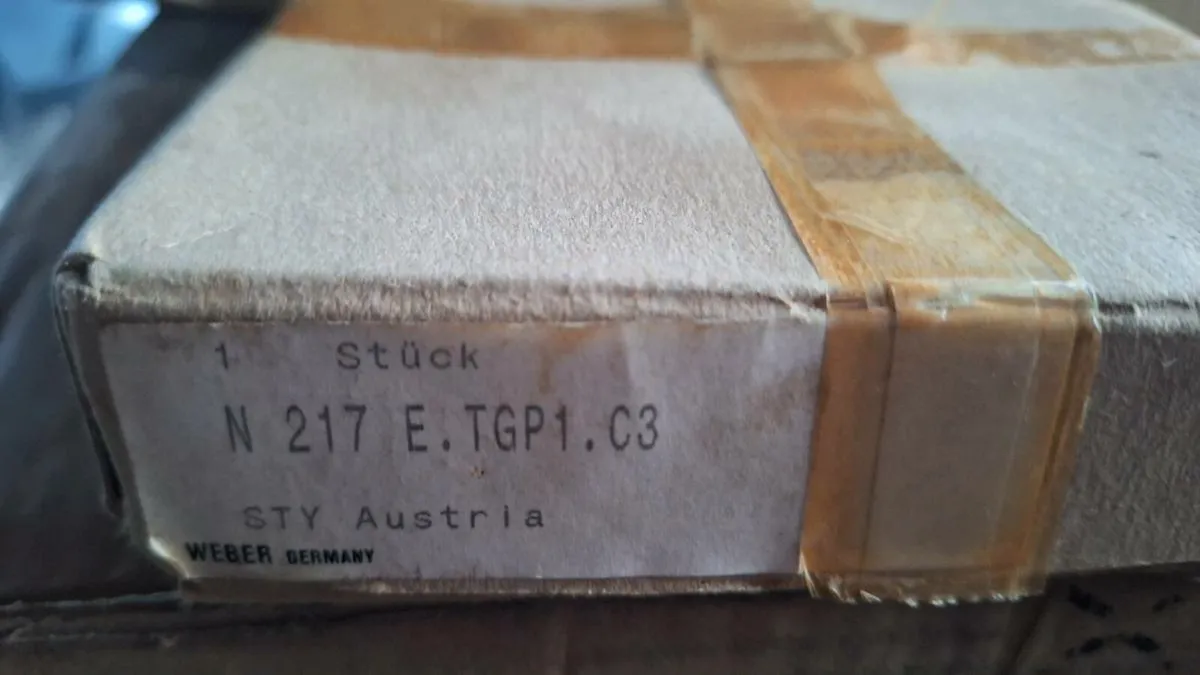 1 Stück
N 217 E.TGP1.C3
STY Austria
WEBER GERMANY